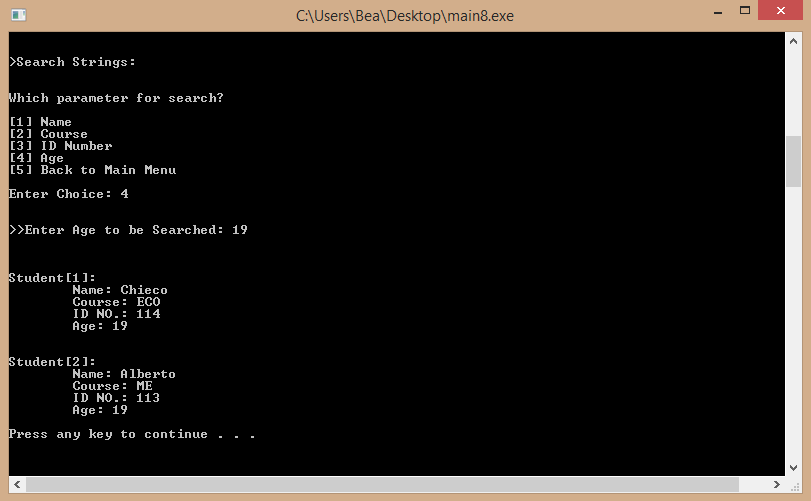 C:\Users\Bea\Desktop\main8.exe
>Search Strings:
Which parameter for search?
[1] Name
[2] Course
[3] ID Number
[4] Age
[5] Back to Main Menu
Enter Choice: 4
>>Enter Age to be Searched: 19
Student[1]:
Name: Chieco
Course: ECO
ID NO.: 114
Age: 19
Student[2]:
Name: Alberto
Course: ME
ID NO.: 113
Age: 19
Press any key to continue . . .